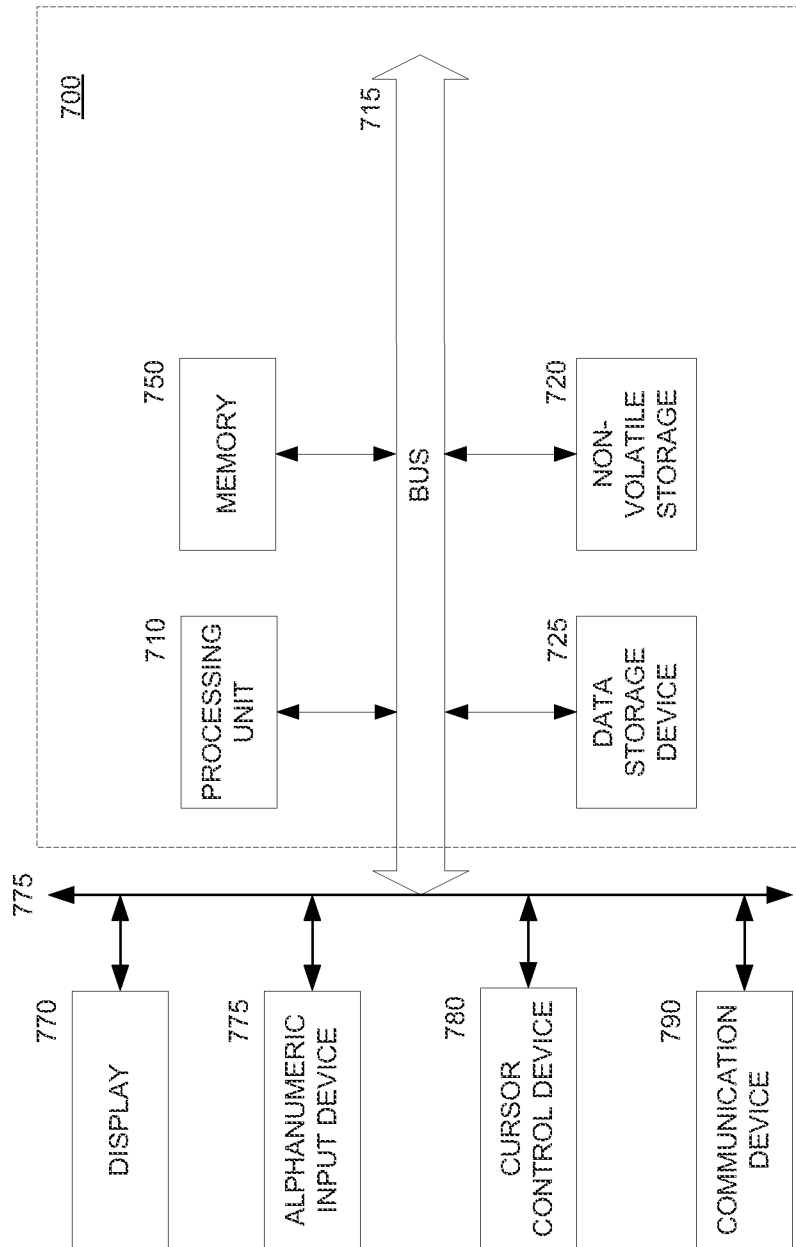 700
715
750
MEMORY
710
PROCESSING
UNIT
BUS
720
NON-
VOLATILE
STORAGE
725
DATA
STORAGE
DEVICE
775
770
DISPLAY
775
ALPHANUMERIC
INPUT DEVICE
780
CURSOR
CONTROL DEVICE
790
COMMUNICATION
DEVICE